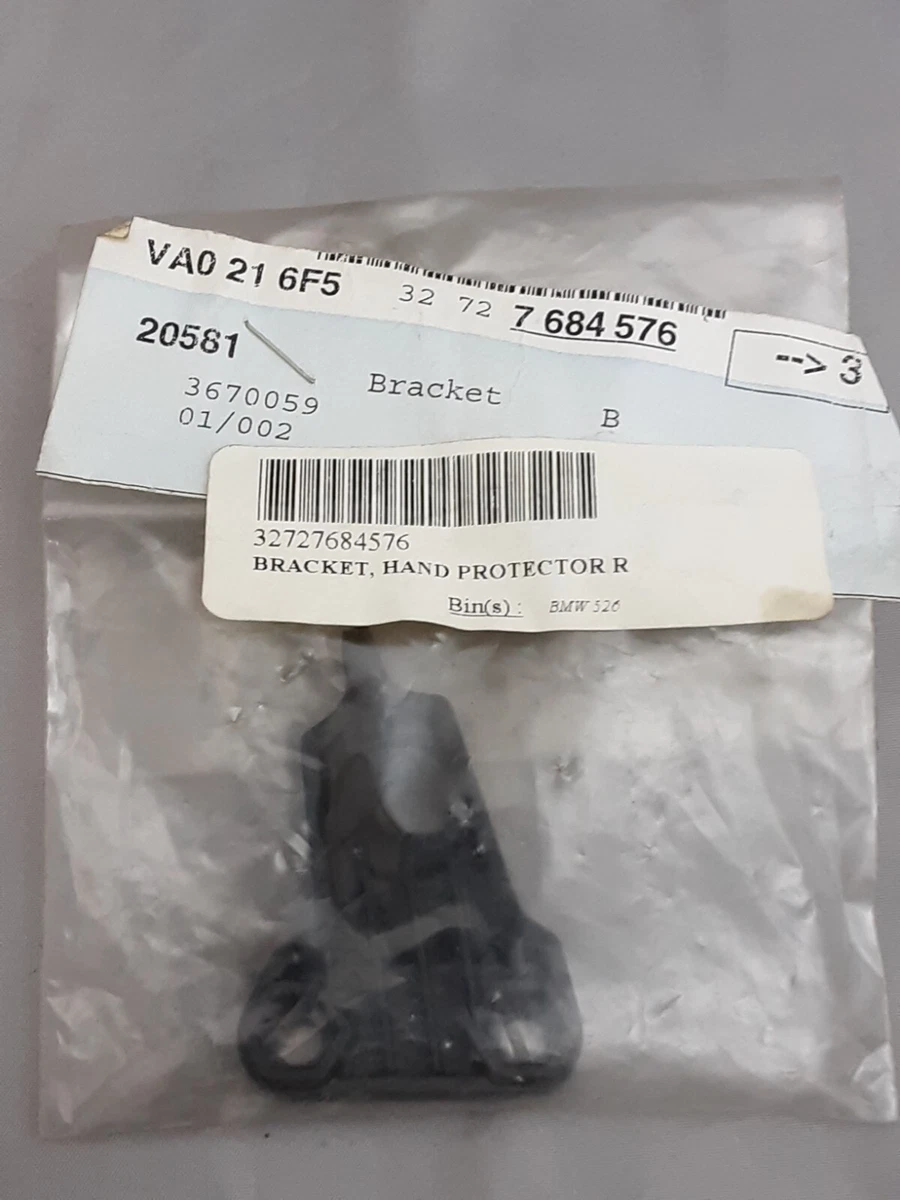 VA0 21 6F5 32 72 7 684 576
--> 3
20581
3670059 Bracket
01/002 B
32727684576
BRACKET, HAND PROTECTOR R
Bin(s) : BMW 526